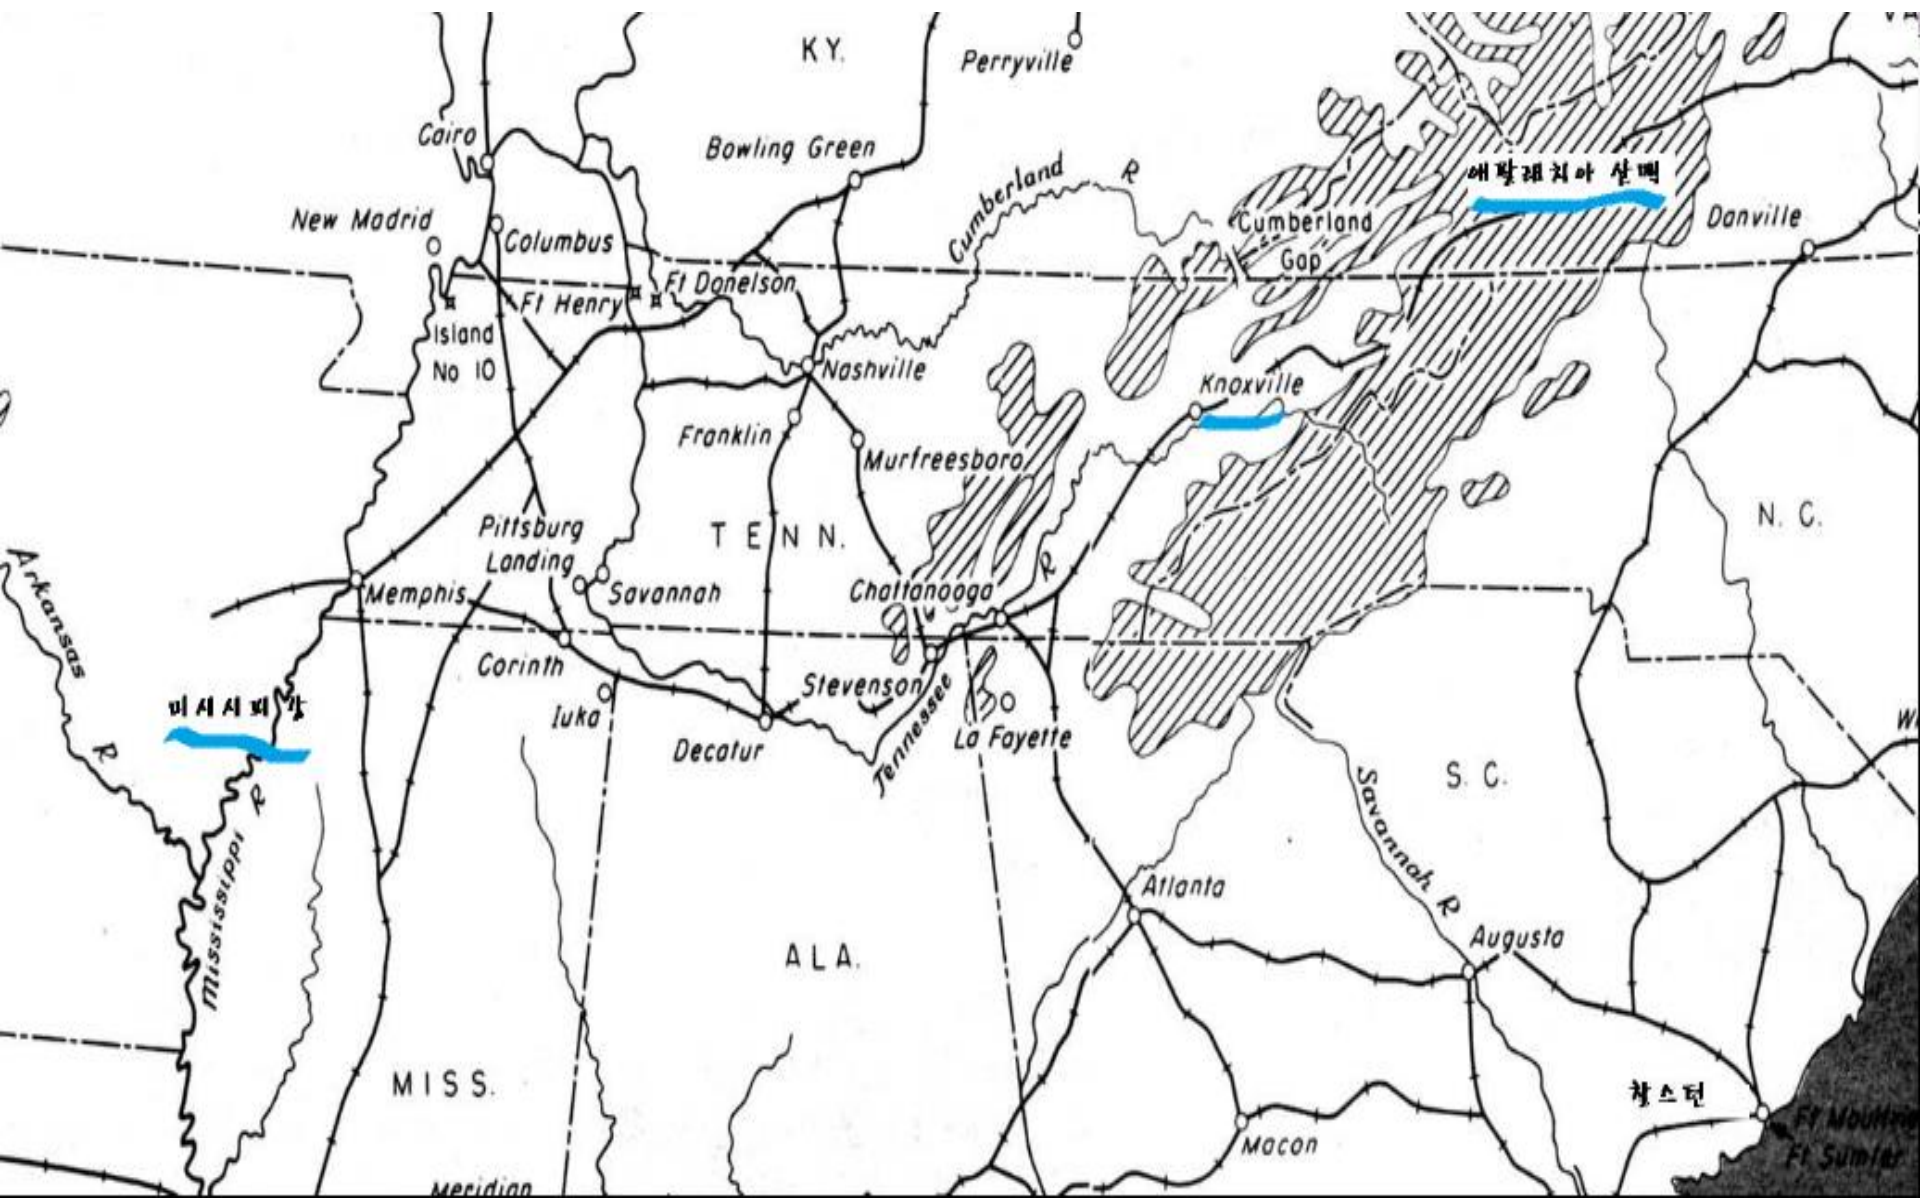 KY.
Perryville
Cairo
Bowling Green
Cumberland R
애팔래치아 산맥
New Madrid
Columbus
Cumberland
Gap
Danville
Ft Henry
Ft Donelson
Island
No 10
Nashville
Knoxville
Franklin
Murfreesboro
Pittsburg
Landing
TENN.
N. C.
R
Arkansas R
Memphis
Savannah
Chattanooga
Corinth
Stevenson
미시시피 강
Iuka
Decatur
Tennessee
La Fayette
S. C.
Savannah R
Mississippi R
Atlanta
Augusta
ALA.
MISS.
찰스턴
Macon
Ft Sumter
Meridian